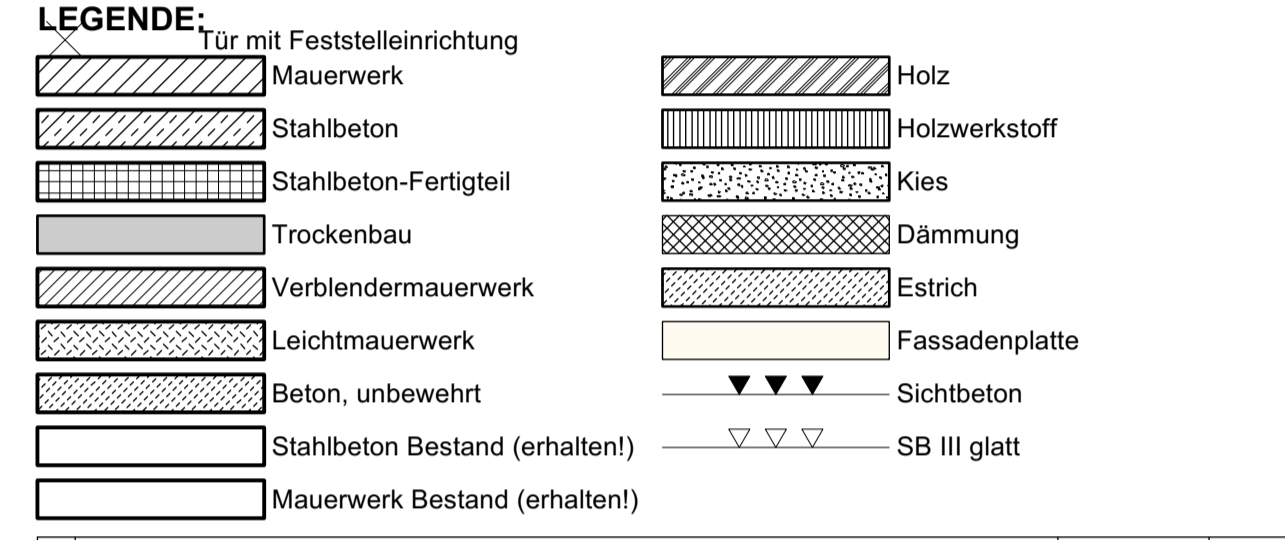 LEGENDE:
Tür mit Feststelleinrichtung
Mauerwerk
Stahlbeton
Stahlbeton-Fertigteil
Trockenbau
Verblendermauerwerk
Leichtmauerwerk
Beton, unbewehrt
Stahlbeton Bestand (erhalten!)
Mauerwerk Bestand (erhalten!)
Holz
Holzwerkstoff
Kies
Dämmung
Estrich
Fassadenplatte
Sichtbeton
SB III glatt